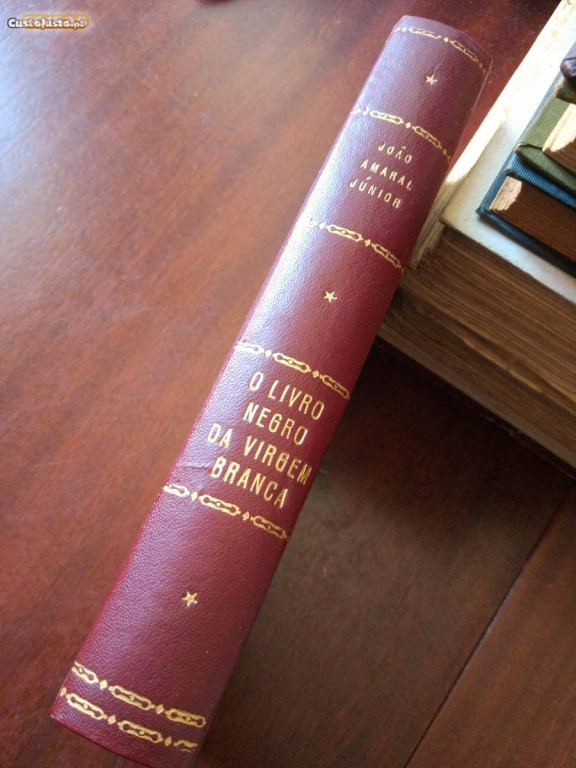 CustoJusto.pt
JOÃO
AMARAL
JÚNIOR
O LIVRO
NEGRO
DA VIRGEM
BRANCA